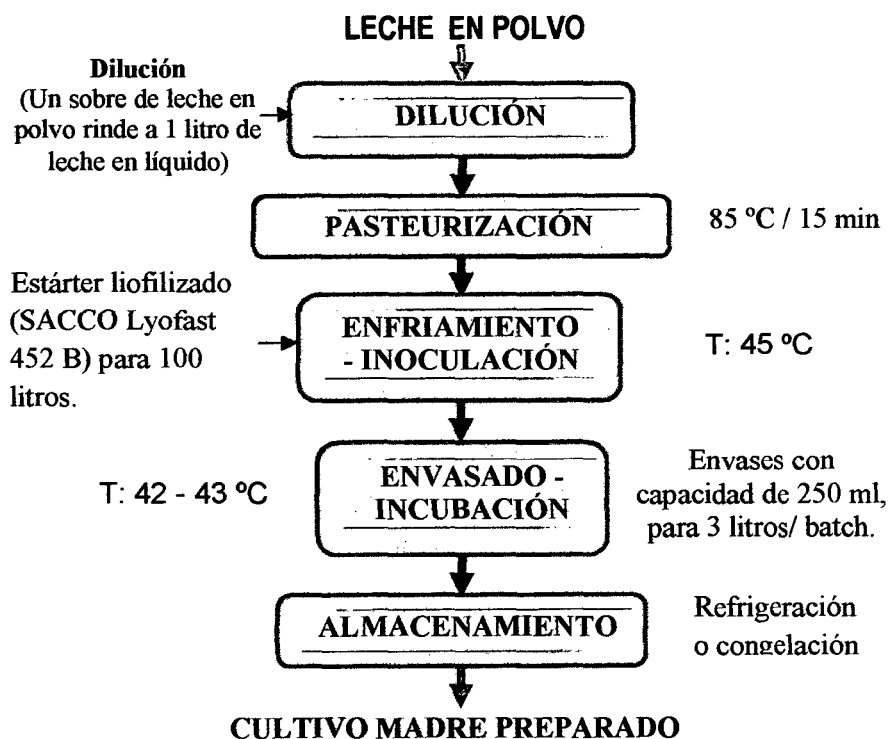 LECHE EN POLVO
Dilución
(Un sobre de leche en
polvo rinde a 1 litro de
leche en líquido)
DILUCIÓN
PASTEURIZACIÓN
85 ºC / 15 min
Estárter liofilizado
(SACCO Lyofast
452 B) para 100
litros.
ENFRIAMIENTO
- INOCULACIÓN
T: 45 ºC
T: 42 - 43 ºC
ENVASADO -
INCUBACIÓN
Envases con
capacidad de 250 ml,
para 3 litros/ batch.
ALMACENAMIENTO
Refrigeración
o congelación
CULTIVO MADRE PREPARADO